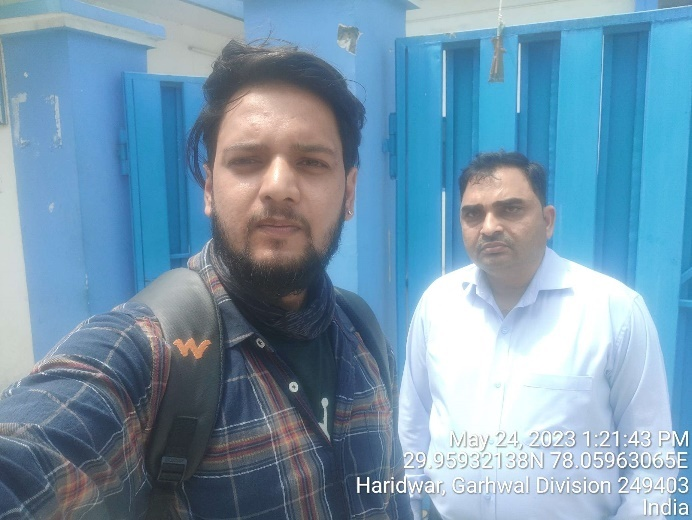 May 24, 2023 1:21:43 PM
29.95932138N 78.05963065E
Haridwar, Garhwal Division 249403
India